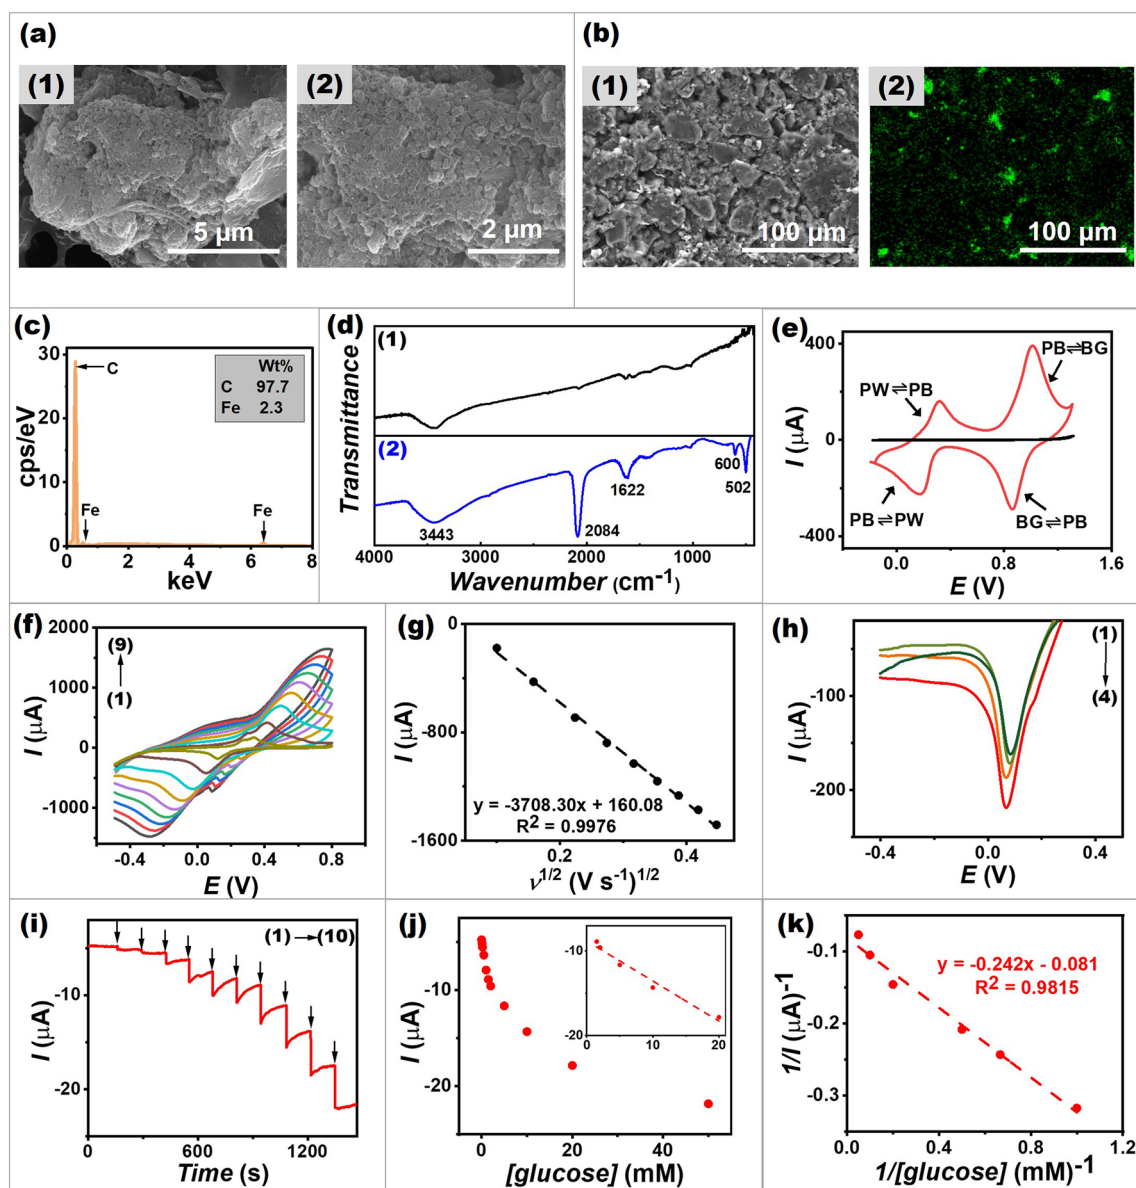 (a)
(1)
5 µm
(2)
2 µm
(b)
(1)
100 µm
(2)
100 µm
(c)
cps/eV
30
20
10
0
C
Wt%
C 97.7
Fe 2.3
Fe
Fe
0 2 4 6 8
keV
(d)
Transmittance
(1)
(2)
3443
2084
1622
600
502
4000 3000 2000 1000
Wavenumber (cm-1)
(e)
I (µA)
400
0
-400
PB⇌BG
PW⇌PB
PB⇌PW
BG⇌PB
0.0 0.8 1.6
E (V)
(f)
I (µA)
2000
1000
0
-1000
(9)
(1)
-0.4 0.0 0.4 0.8
E (V)
(g)
I (µA)
0
-800
-1600
y = -3708.30x + 160.08
R2 = 0.9976
0.2 0.4
ν1/2 (V s-1)1/2
(h)
I (µA)
-100
-200
(1)
(4)
-0.4 0.0 0.4
E (V)
(i)
I (µA)
-10
-20
(1) → (10)
0 600 1200
Time (s)
(j)
I (µA)
-5
-10
-15
-20
-25
-10
-20
0 10 20
0 20 40
[glucose] (mM)
(k)
1/I (µA)-1
-0.1
-0.2
-0.3
y = -0.242x - 0.081
R2 = 0.9815
0.0 0.4 0.8 1.2
1/[glucose] (mM)-1